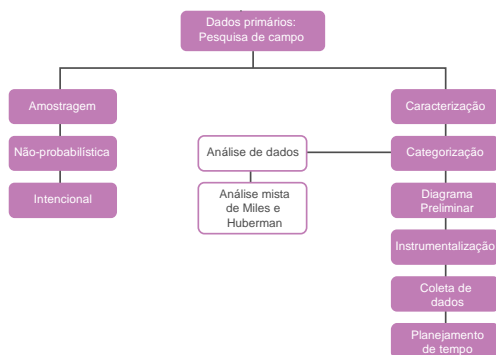 Dados primários:
Pesquisa de campo
Amostragem
Caracterização
Não-probabilística
Análise de dados
Categorização
Intencional
Análise mista
de Miles e
Huberman
Diagrama
Preliminar
Instrumentalização
Coleta de
dados
Planejamento
de tempo